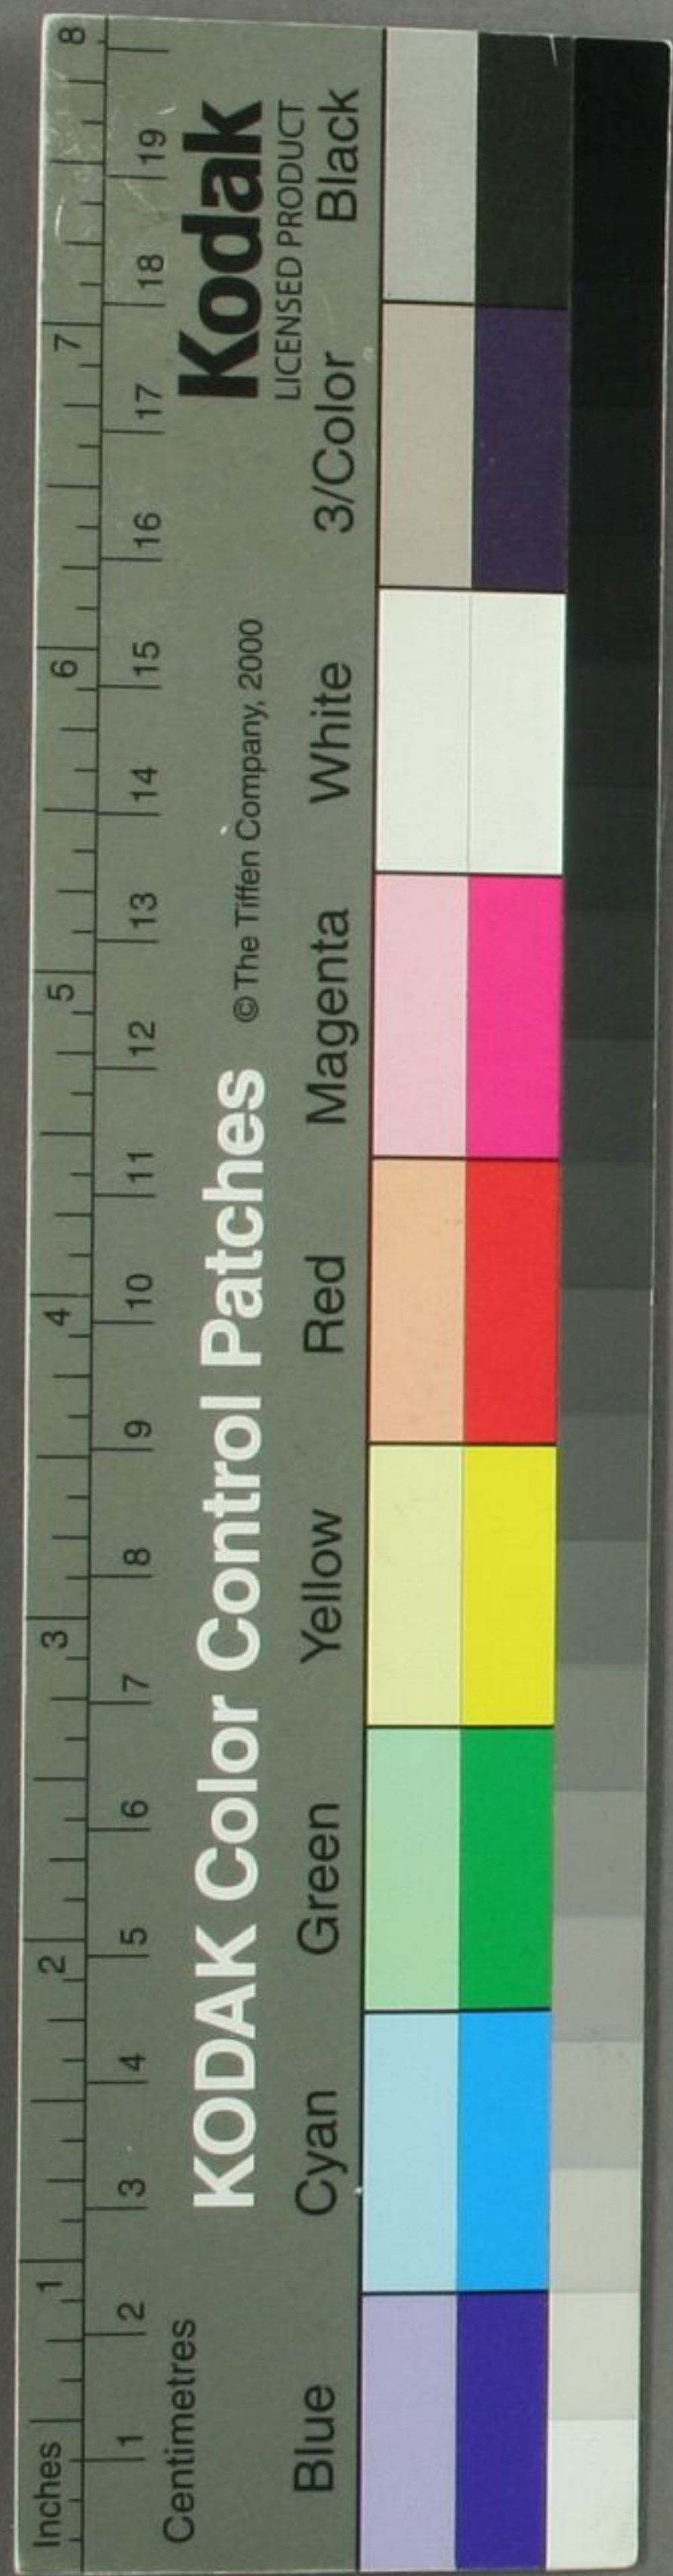 Inches 1 2 3 4 5 6 7 8
1 2 3 4 5 6 7 8 9 10 11 12 13 14 15 16 17 18 19
Centimetres
KODAK Color Control Patches © The Tiffen Company, 2000 Kodak
LICENSED PRODUCT
Blue Cyan Green Yellow Red Magenta White 3/Color Black